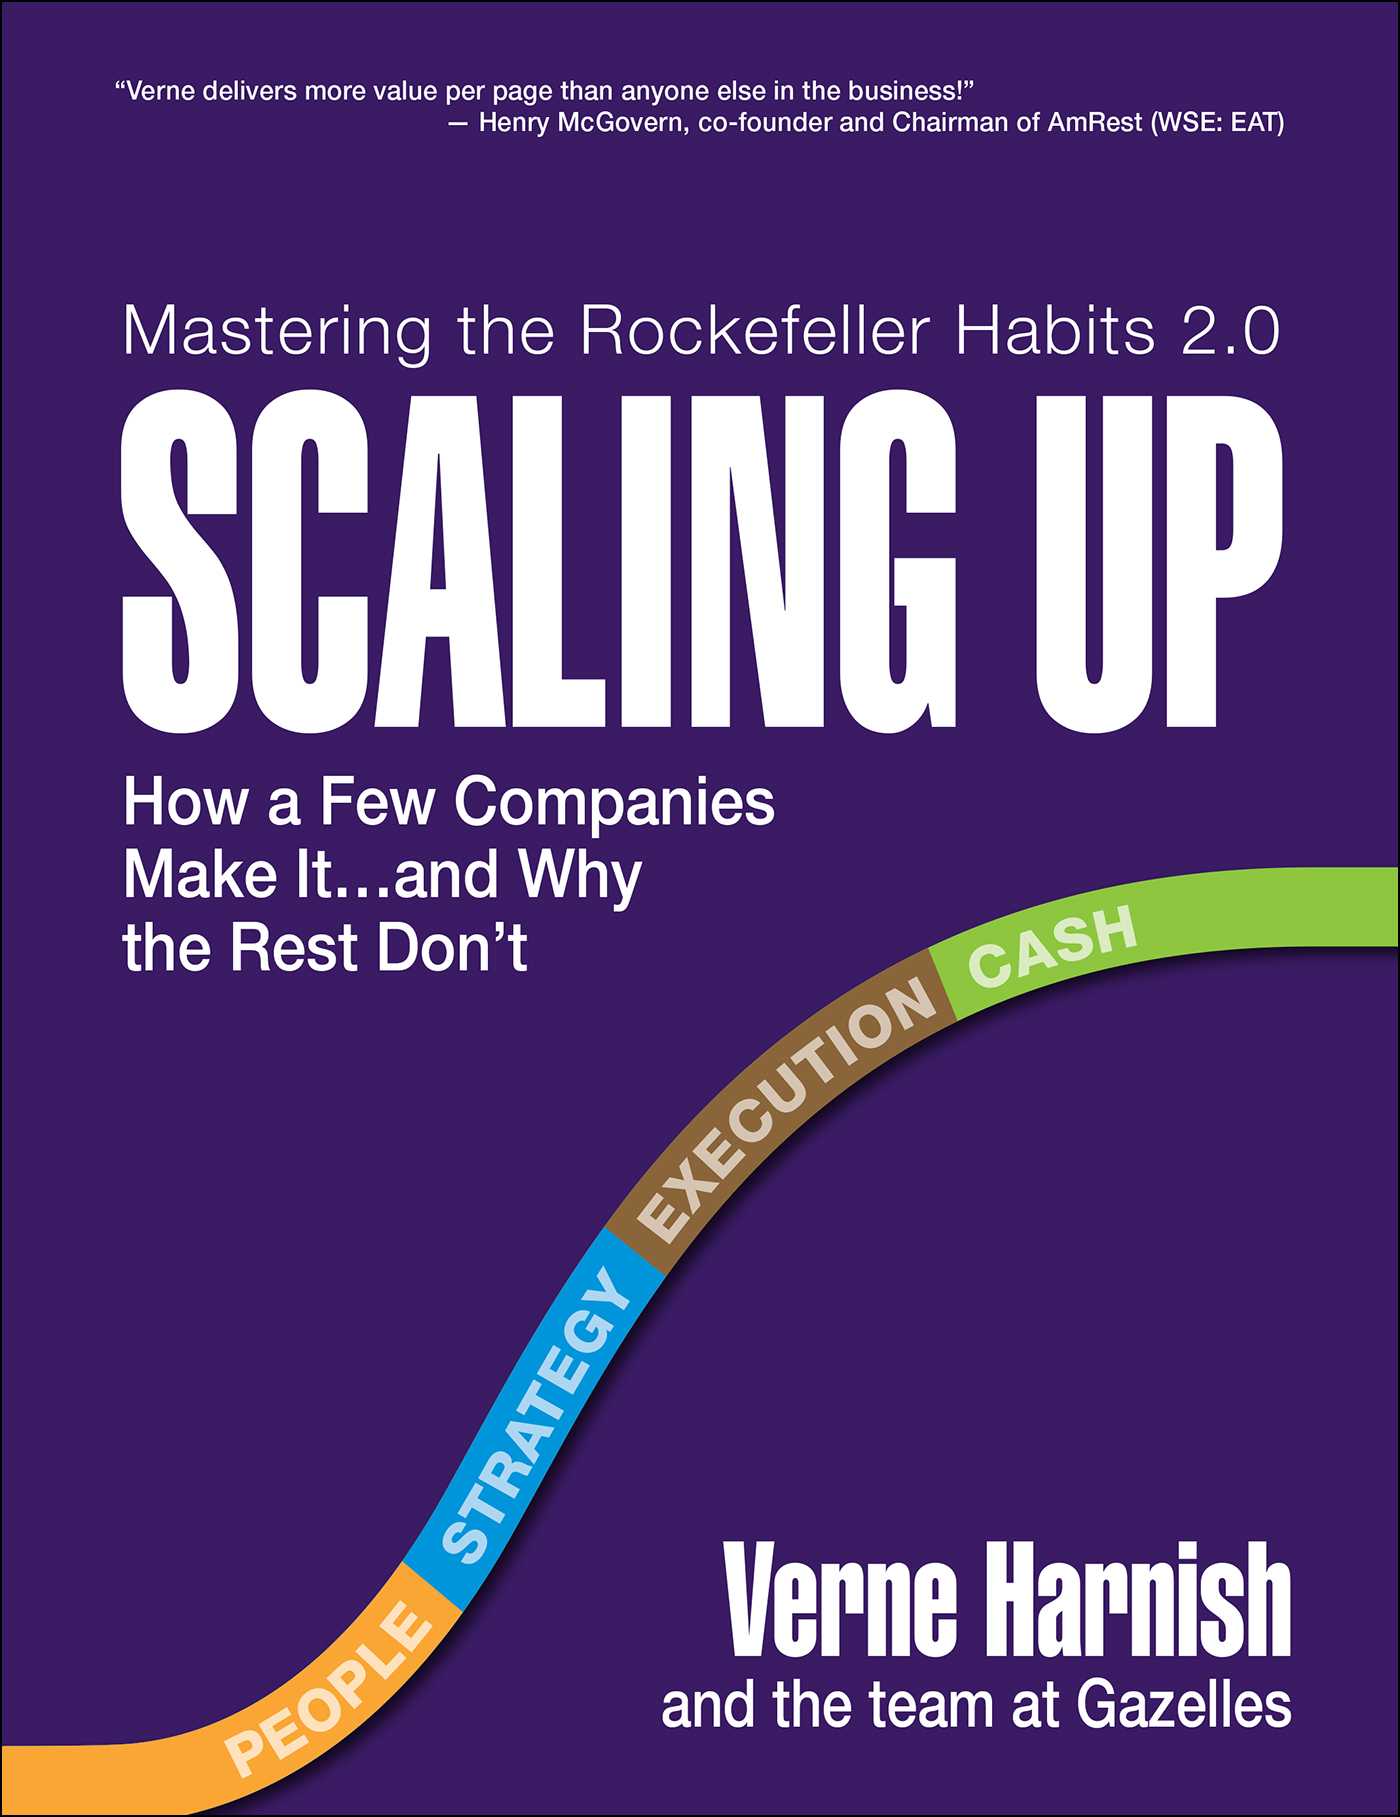 “Verne delivers more value per page than anyone else in the business!”
— Henry McGovern, co-founder and Chairman of AmRest (WSE: EAT)
Mastering the Rockefeller Habits 2.0
SCALING UP
How a Few Companies
Make It...and Why
the Rest Don’t
CASH
EXECUTION
STRATEGY
PEOPLE
Verne Harnish
and the team at Gazelles